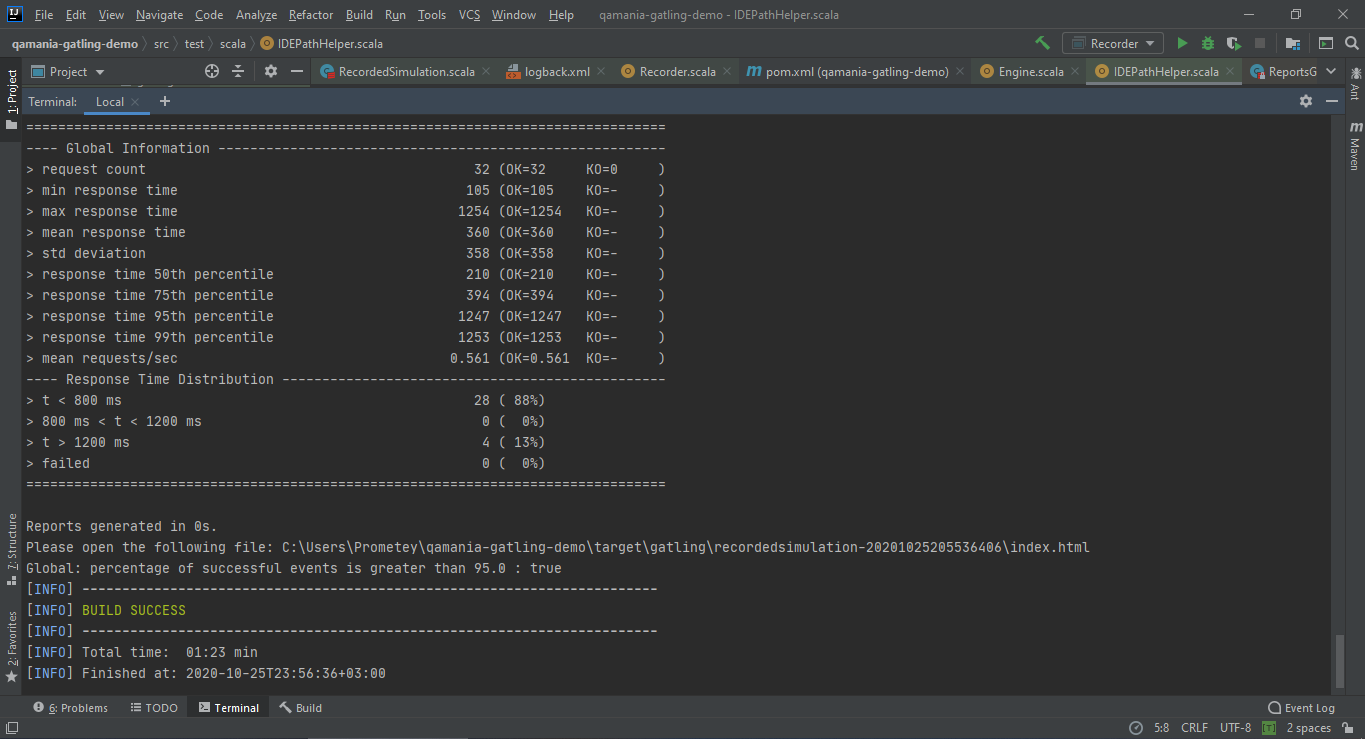 File Edit View Navigate Code Analyze Refactor Build Run Tools VCS Window Help qamania-gatling-demo - IDEPathHelper.scala
qamania-gatling-demo src test scala IDEPathHelper.scala Recorder
Project RecordedSimulation.scala logback.xml Recorder.scala pom.xml (qamania-gatling-demo) Engine.scala IDEPathHelper.scala ReportsG
Terminal: Local
1: Project
Ant
Maven
================================================================================
---- Global Information --------------------------------------------------------
> request count                                         32 (OK=32     KO=0     )
> min response time                                    105 (OK=105    KO=-     )
> max response time                                   1254 (OK=1254   KO=-     )
> mean response time                                   360 (OK=360    KO=-     )
> std deviation                                        358 (OK=358    KO=-     )
> response time 50th percentile                        210 (OK=210    KO=-     )
> response time 75th percentile                        394 (OK=394    KO=-     )
> response time 95th percentile                       1247 (OK=1247   KO=-     )
> response time 99th percentile                       1253 (OK=1253   KO=-     )
> mean requests/sec                                  0.561 (OK=0.561  KO=-     )
---- Response Time Distribution ------------------------------------------------
> t < 800 ms                                            28 ( 88%)
> 800 ms < t < 1200 ms                                   0 (  0%)
> t > 1200 ms                                            4 ( 13%)
> failed                                                 0 (  0%)
================================================================================
Reports generated in 0s.
Please open the following file: C:\Users\Prometey\qamania-gatling-demo\target\gatling\recordedsimulation-20201025205536406\index.html
Global: percentage of successful events is greater than 95.0 : true
[INFO] ------------------------------------------------------------------------
[INFO] BUILD SUCCESS
[INFO] ------------------------------------------------------------------------
[INFO] Total time:  01:23 min
[INFO] Finished at: 2020-10-25T23:56:36+03:00
7: Structure
2: Favorites
6: Problems TODO Terminal Build Event Log
5:8 CRLF UTF-8 2 spaces